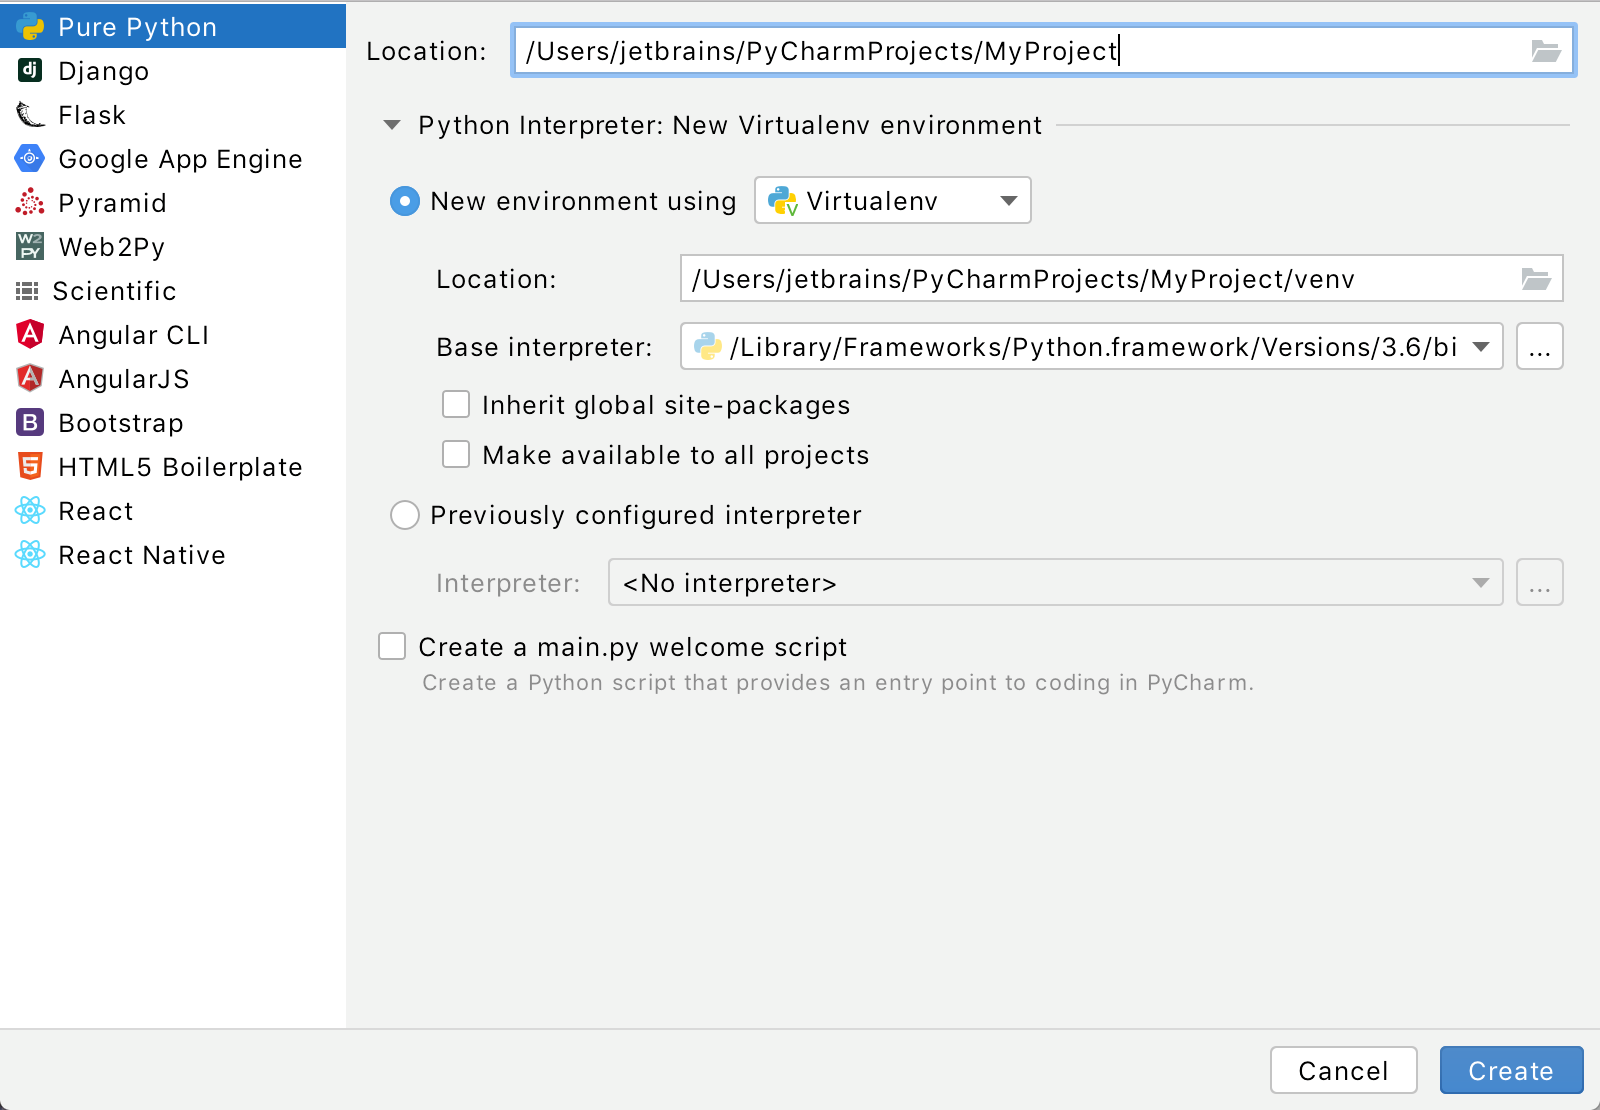 Pure Python
dj Django
Flask
Google App Engine
Pyramid
W2 PY Web2Py
Scientific
A Angular CLI
A AngularJS
B Bootstrap
5 HTML5 Boilerplate
React
React Native
Location: /Users/jetbrains/PyCharmProjects/MyProject
Python Interpreter: New Virtualenv environment
New environment using V Virtualenv
Location: /Users/jetbrains/PyCharmProjects/MyProject/venv
Base interpreter: /Library/Frameworks/Python.framework/Versions/3.6/bi ...
Inherit global site-packages
Make available to all projects
Previously configured interpreter
Interpreter: <No interpreter> ...
Create a main.py welcome script
Create a Python script that provides an entry point to coding in PyCharm.
Cancel Create